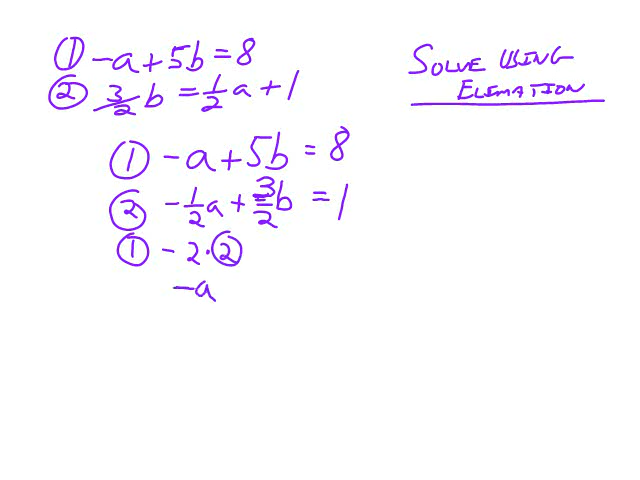 ① -a + 5b = 8
② 3/2 b = 1/2 a + 1
SOLVE USING
ELIMATION
① -a + 5b = 8
② -1/2 a + 3/2 b = 1
① - 2·②
-a